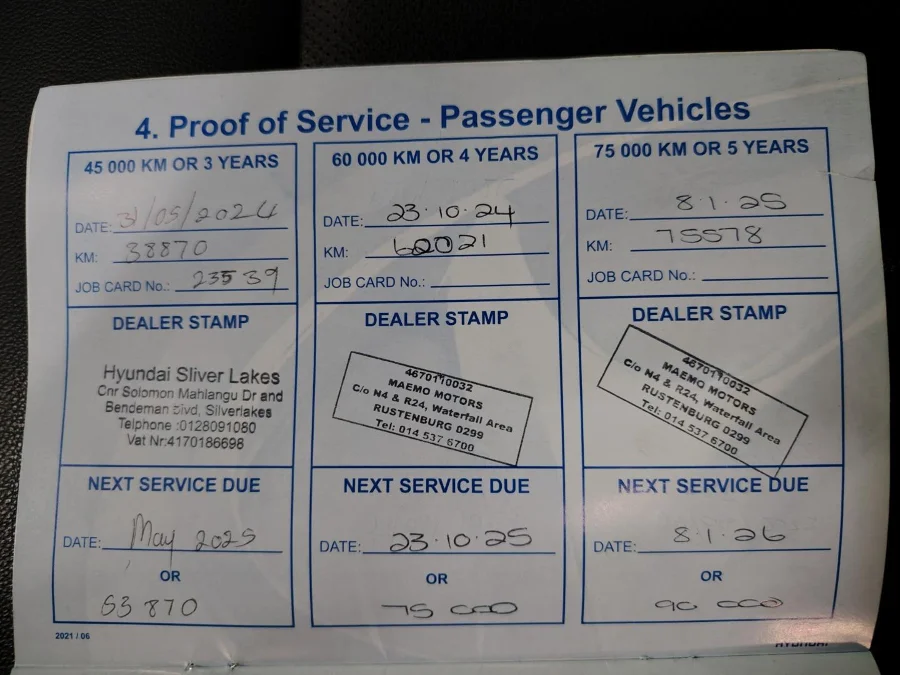 4. Proof of Service - Passenger Vehicles
45 000 KM OR 3 YEARS
DATE: 31/05/2024
KM: 38870
JOB CARD No.: 23539
DEALER STAMP
Hyundai Sliver Lakes
Cnr Solomon Mahlangu Dr and
Bendeman Blvd, Silverlakes
Telphone :0128091080
Vat Nr:4170186698
NEXT SERVICE DUE
DATE: May 2025
OR
53 870
60 000 KM OR 4 YEARS
DATE: 23.10.24
KM: 62021
JOB CARD No.:
DEALER STAMP
4670110032
MAEMO MOTORS
C/o N4 & R24, Waterfall Area
RUSTENBURG 0299
Tel: 014 537 6700
NEXT SERVICE DUE
DATE: 23.10.25
OR
75 000
75 000 KM OR 5 YEARS
DATE: 8.1.25
KM: 75578
JOB CARD No.:
DEALER STAMP
4670110032
MAEMO MOTORS
C/o N4 & R24, Waterfall Area
RUSTENBURG 0299
Tel: 014 537 6700
NEXT SERVICE DUE
DATE: 8.1.26
OR
90 000
2021 / 06
HYUNDAI